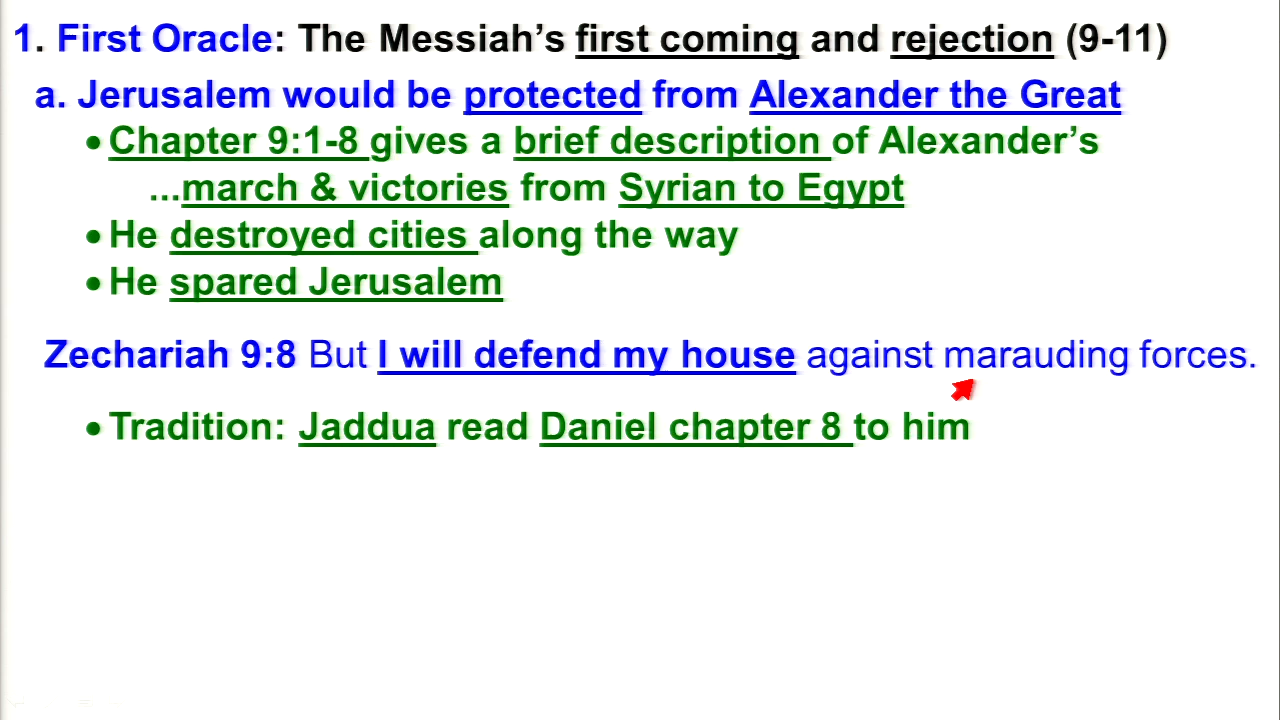 1. First Oracle: The Messiah’s first coming and rejection (9-11)
a. Jerusalem would be protected from Alexander the Great
• Chapter 9:1-8 gives a brief description of Alexander’s
...march & victories from Syrian to Egypt
• He destroyed cities along the way
• He spared Jerusalem
Zechariah 9:8 But I will defend my house against marauding forces.
• Tradition: Jaddua read Daniel chapter 8 to him